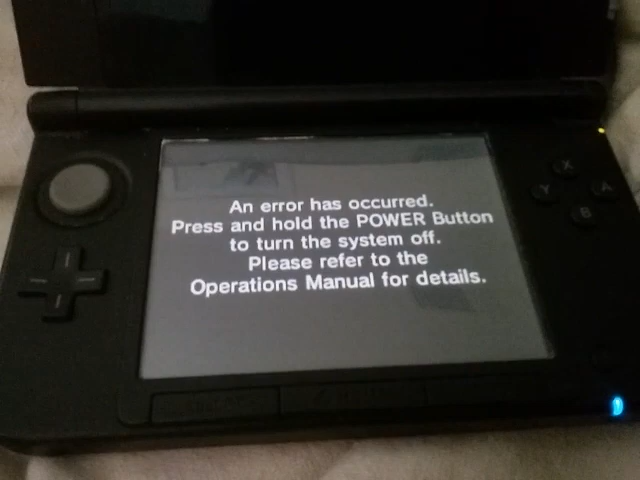 An error has occurred.
Press and hold the POWER Button
to turn the system off.
Please refer to the
Operations Manual for details.
X
Y
A
B